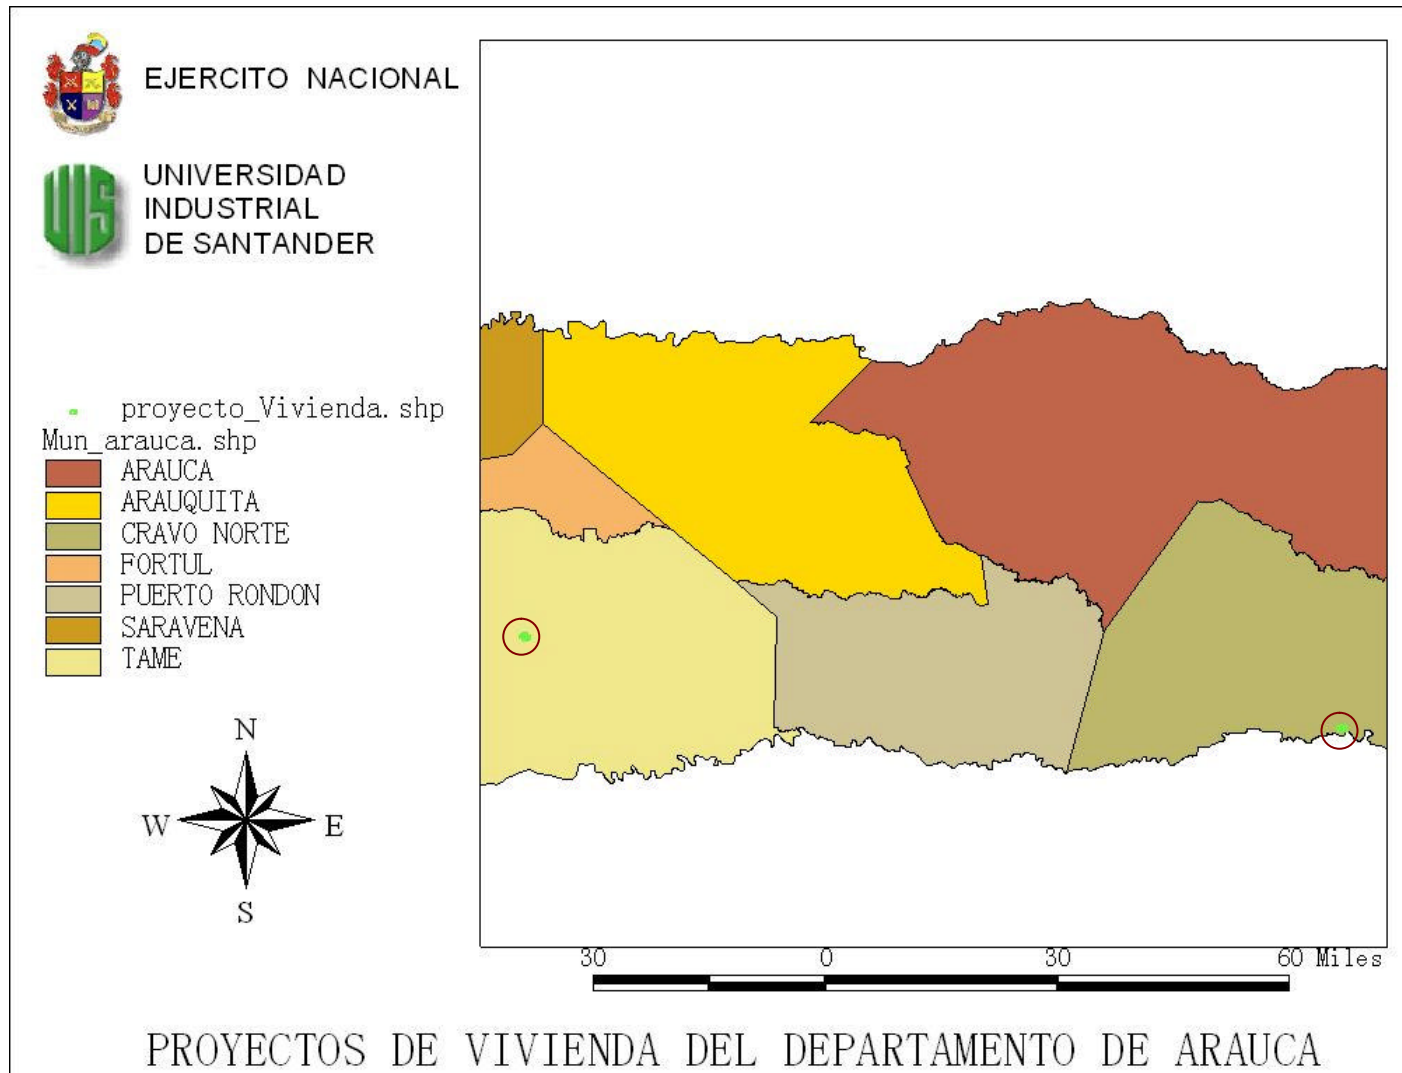 EJERCITO NACIONAL
UNIVERSIDAD
INDUSTRIAL
DE SANTANDER
UIS
proyecto_Vivienda.shp
Mun_arauca.shp
ARAUCA
ARAUQUITA
CRAVO NORTE
FORTUL
PUERTO RONDON
SARAVENA
TAME
N
W E
S
30 0 30 60 Miles
PROYECTOS DE VIVIENDA DEL DEPARTAMENTO DE ARAUCA